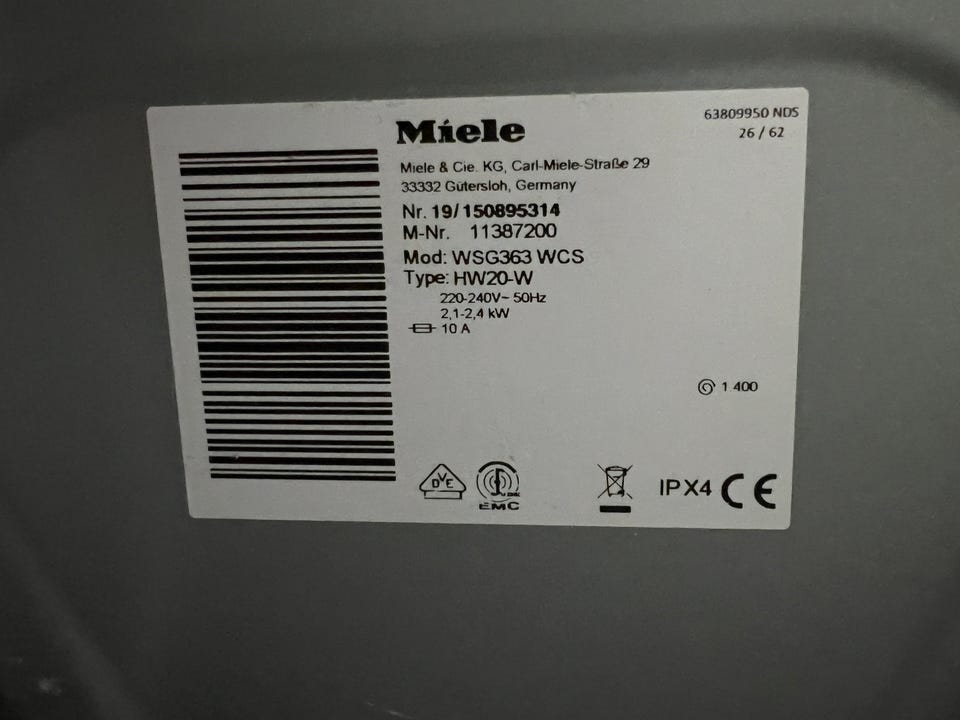 Miele
63809950 NDS
26 / 62
Miele & Cie. KG, Carl-Miele-Straße 29
33332 Gütersloh, Germany
Nr. 19/150895314
M-Nr. 11387200
Mod: WSG363 WCS
Type: HW20-W
220-240V~ 50Hz
2,1-2,4 kW
10 A
1 400
DVE
EMC
IPX4 CE